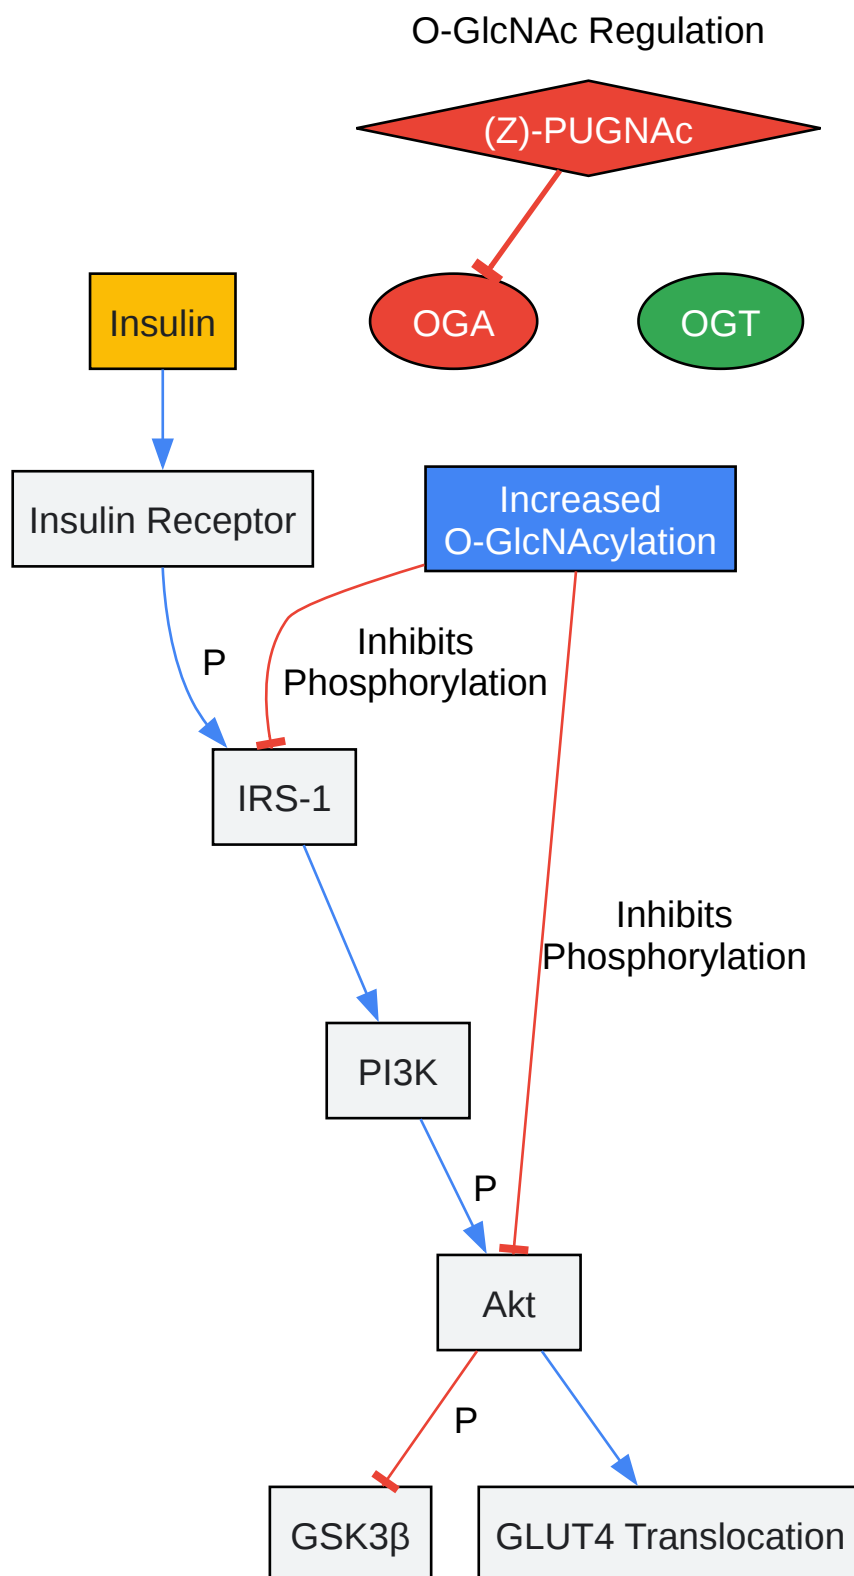 O-GlcNAc Regulation
(Z)-PUGNAc
Insulin
OGA
OGT
Insulin Receptor
Increased
O-GlcNAcylation
P
Inhibits
Phosphorylation
IRS-1
Inhibits
Phosphorylation
PI3K
P
Akt
P
GSK3β
GLUT4 Translocation